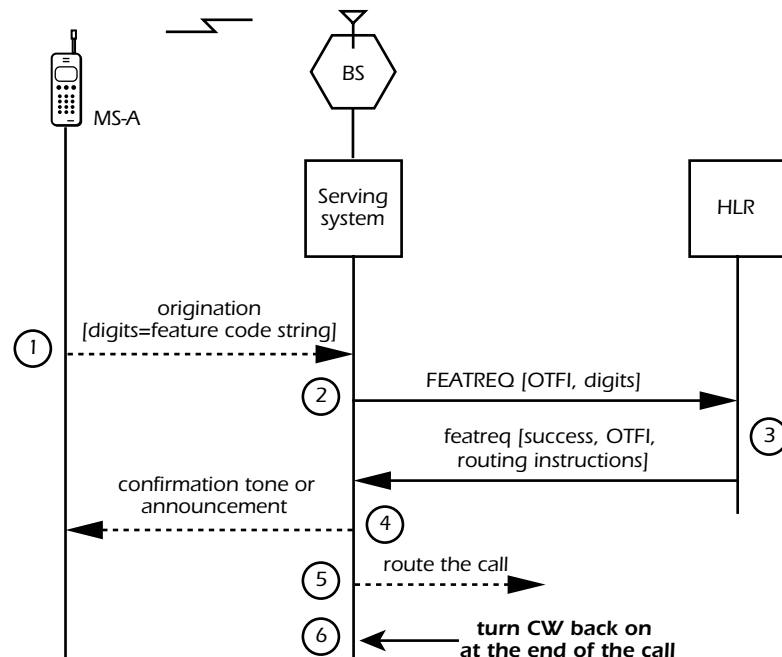 BS
MS-A
Serving
system
HLR
origination
[digits=feature code string]
1
FEATREQ [OTFI, digits]
2
featreq [success, OTFI,
routing instructions]
3
confirmation tone or
announcement
4
route the call
5
turn CW back on
at the end of the call
6